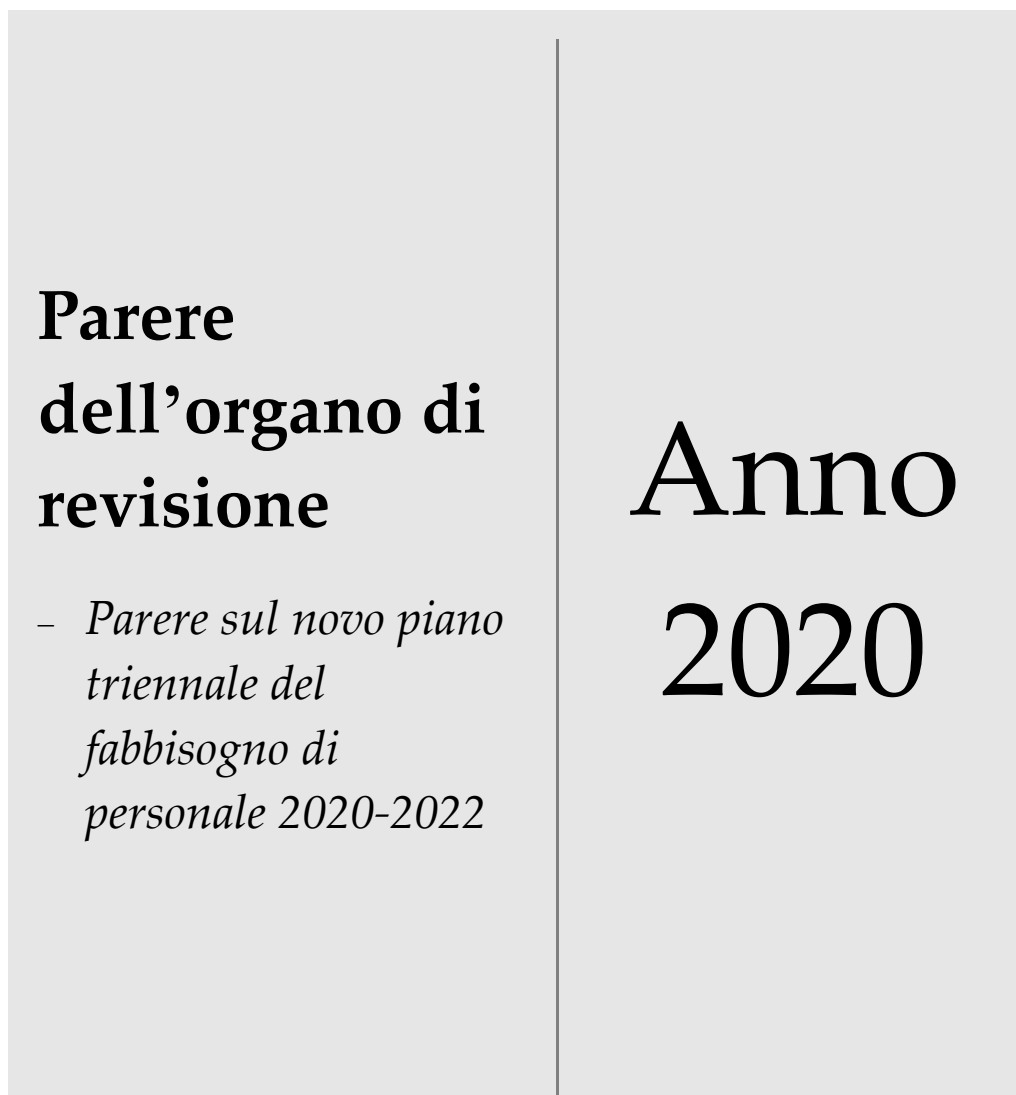 Parere
dell’organo di
revisione
– Parere sul novo piano
triennale del
fabbisogno di
personale 2020-2022
Anno
2020